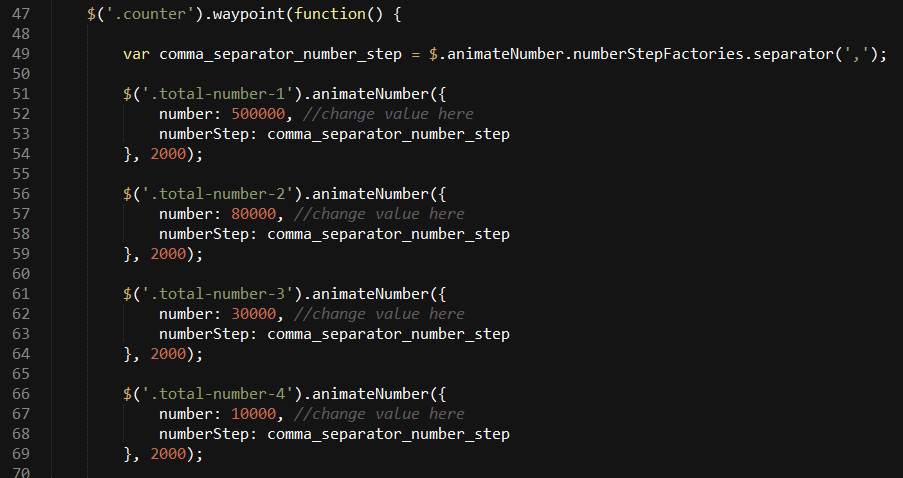 47 $('.counter').waypoint(function() {
48
49 var comma_separator_number_step = $.animateNumber.numberStepFactories.separator(',');
50
51 $('.total-number-1').animateNumber({
52 number: 500000, //change value here
53 numberStep: comma_separator_number_step
54 }, 2000);
55
56 $('.total-number-2').animateNumber({
57 number: 80000, //change value here
58 numberStep: comma_separator_number_step
59 }, 2000);
60
61 $('.total-number-3').animateNumber({
62 number: 30000, //change value here
63 numberStep: comma_separator_number_step
64 }, 2000);
65
66 $('.total-number-4').animateNumber({
67 number: 10000, //change value here
68 numberStep: comma_separator_number_step
69 }, 2000);
70